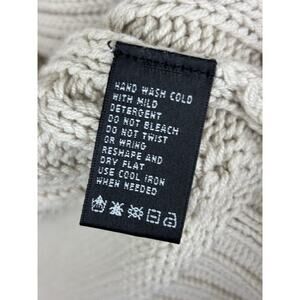 HAND WASH COLD
WITH MILD
DETERGENT
DO NOT BLEACH
DO NOT TWIST
OR WRING
RESHAPE AND
DRY FLAT
USE COOL IRON
WHEN NEEDED